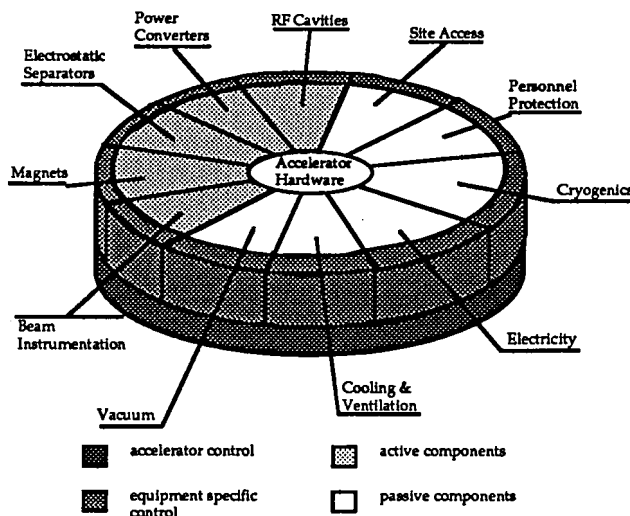 Power
Converters
RF Cavities
Site Access
Electrostatic
Separators
Personnel
Protection
Accelerator
Hardware
Magnets
Cryogenics
Beam
Instrumentation
Electricity
Cooling &
Ventilation
Vacuum
accelerator control
active components
equipment specific
control
passive components